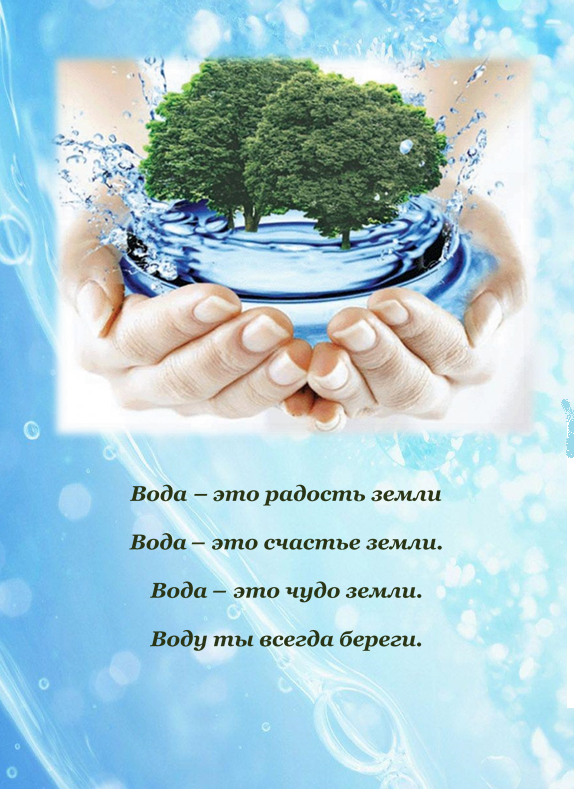 Вода – это радость земли
Вода – это счастье земли.
Вода – это чудо земли.
Воду ты всегда береги.